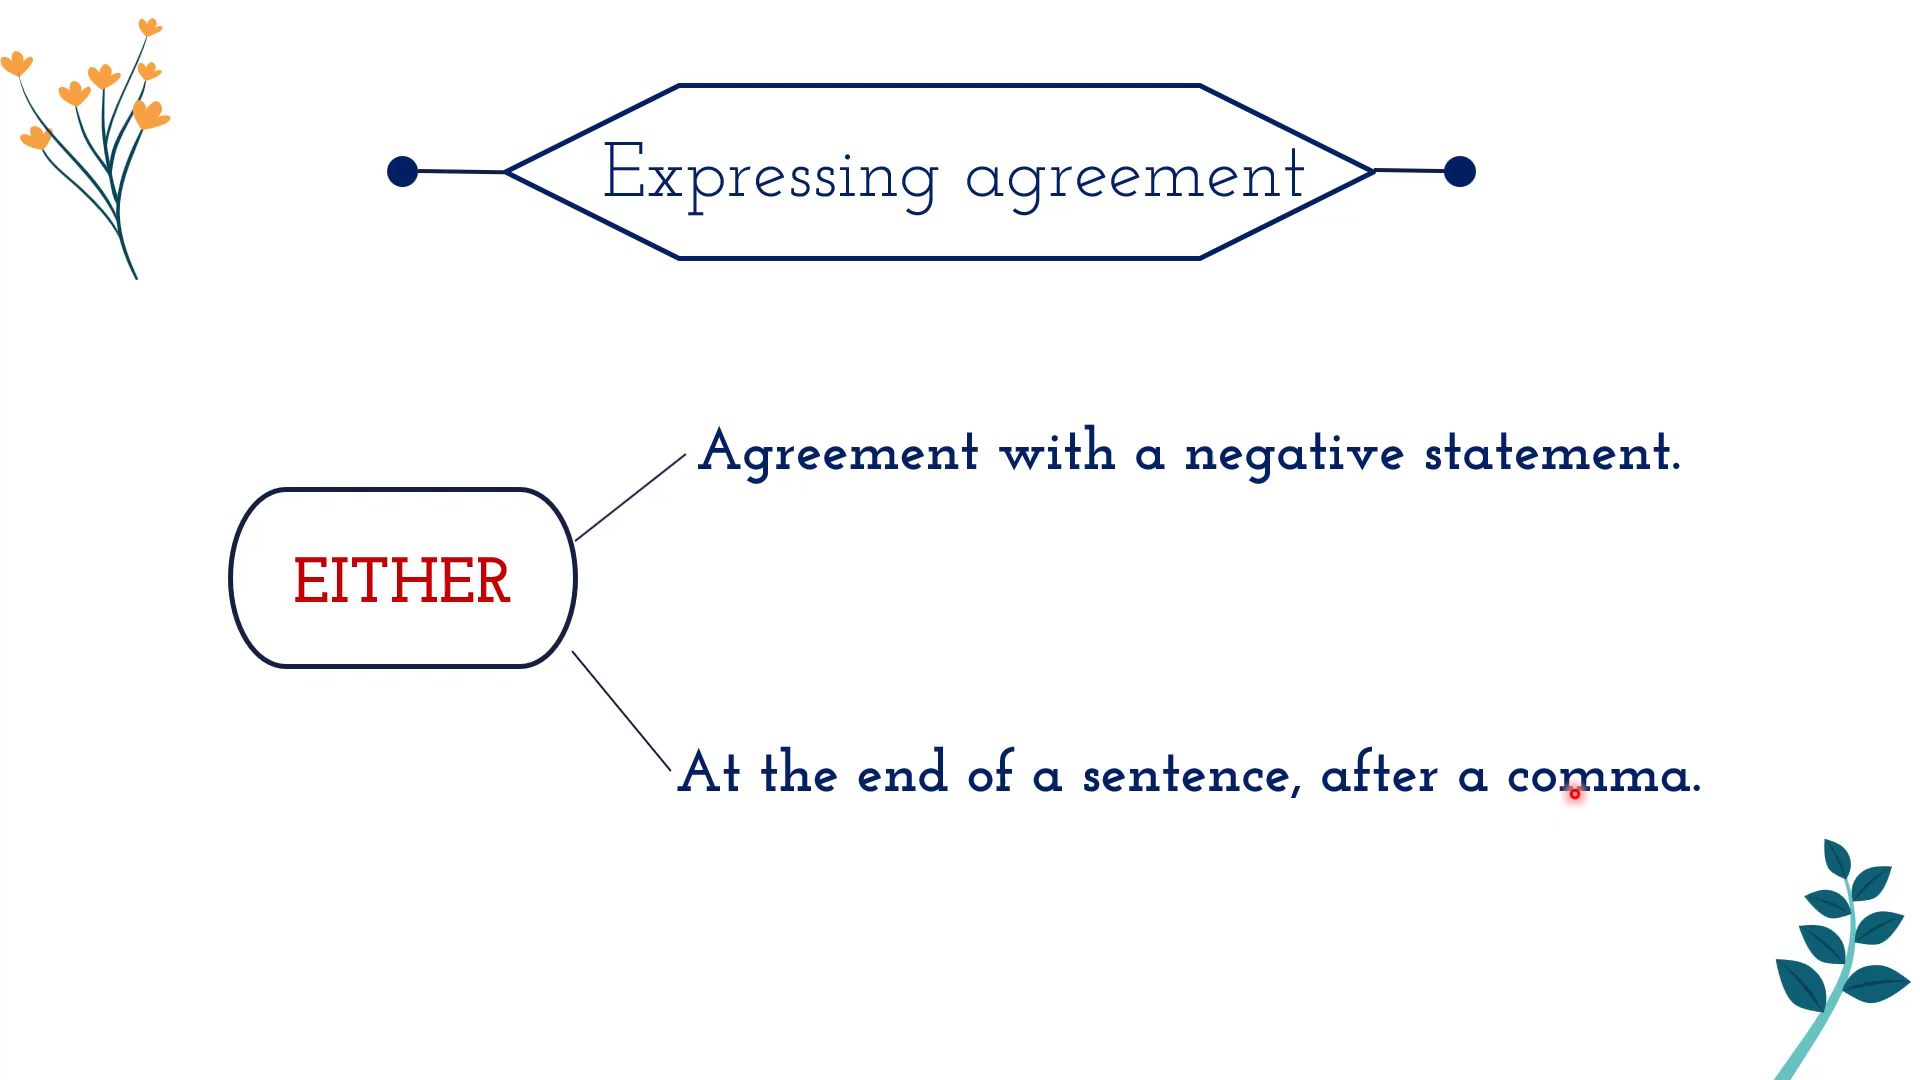 Expressing agreement
Agreement with a negative statement.
EITHER
At the end of a sentence, after a comma.